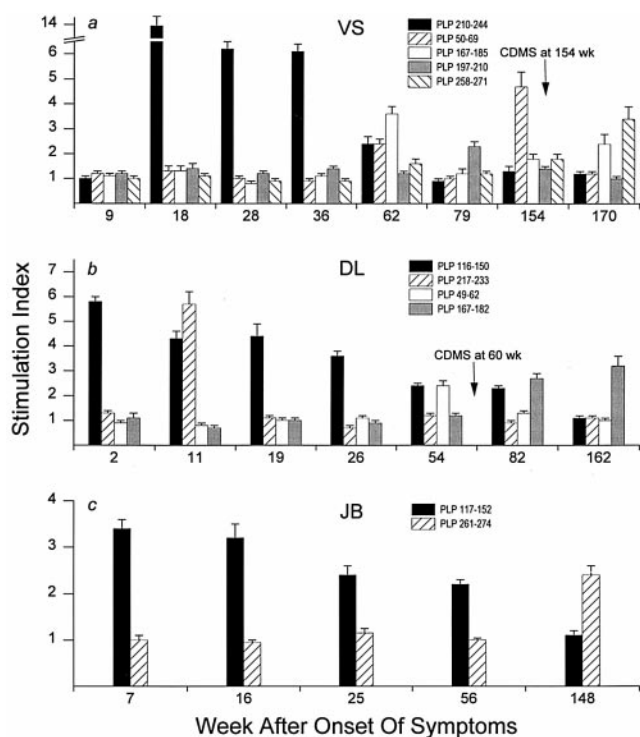 a
VS
14
6
5
4
3
2
1
PLP 210-244
PLP 50-69
PLP 167-185
PLP 197-210
PLP 258-271
CDMS at 154 wk
9 18 28 36 62 79 154 170
b
DL
7
6
5
4
3
2
1
PLP 116-150
PLP 217-233
PLP 49-62
PLP 167-182
CDMS at 60 wk
2 11 19 26 54 82 162
Stimulation Index
c
JB
4
3
2
1
PLP 117-152
PLP 261-274
7 16 25 56 148
Week After Onset Of Symptoms